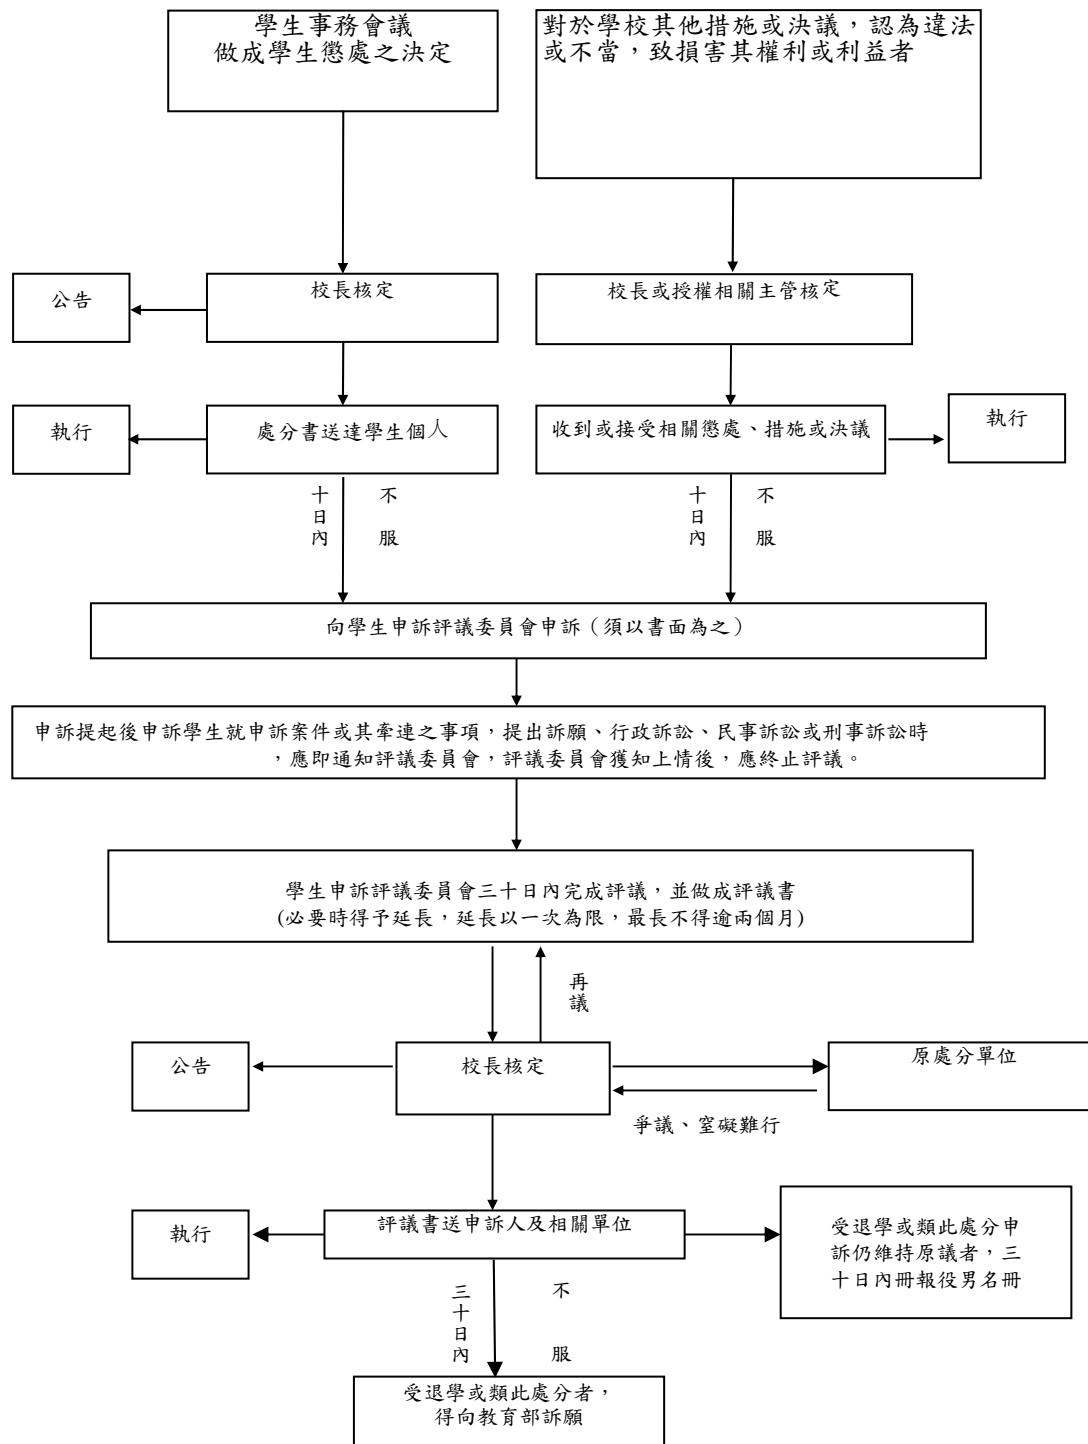 學生事務會議
做成學生懲處之決定
對於學校其他措施或決議，認為違法
或不當，致損害其權利或利益者
公告
校長核定
校長或授權相關主管核定
執行
處分書送達學生個人
收到或接受相關懲處、措施或決議
執行
十日內
不服
十日內
不服
向學生申訴評議委員會申訴（須以書面為之）
申訴提起後申訴學生就申訴案件或其牽連之事項，提出訴願、行政訴訟、民事訴訟或刑事訴訟時
，應即通知評議委員會，評議委員會獲知上情後，應終止評議。
學生申訴評議委員會三十日內完成評議，並做成評議書
(必要時得予延長，延長以一次為限，最長不得逾兩個月)
再議
公告
校長核定
原處分單位
爭議、窒礙難行
執行
評議書送申訴人及相關單位
受退學或類此處分申
訴仍維持原議者，三
十日內冊報役男名冊
三十日內
不服
受退學或類此處分者，
得向教育部訴願